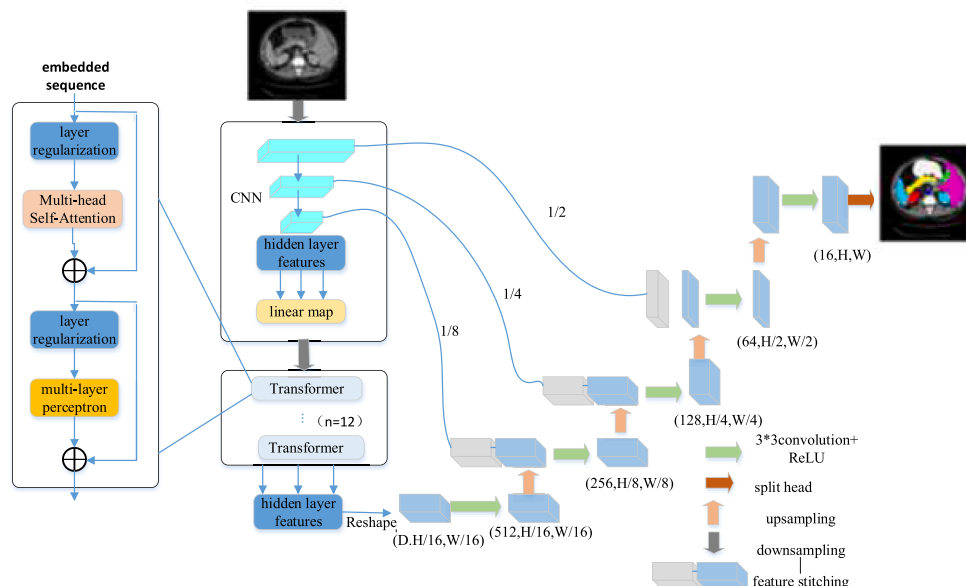 embedded
sequence
layer
regularization
Multi-head
Self-Attention
layer
regularization
multi-layer
perceptron
CNN
hidden layer
features
linear map
Transformer
(n=12)
Transformer
hidden layer
features
Reshape
1/2
1/4
1/8
(D.H/16,W/16)
(512,H/16,W/16)
(256,H/8,W/8)
(128,H/4,W/4)
(64,H/2,W/2)
(16,H,W)
3*3convolution+
ReLU
split head
upsampling
downsampling
feature stitching